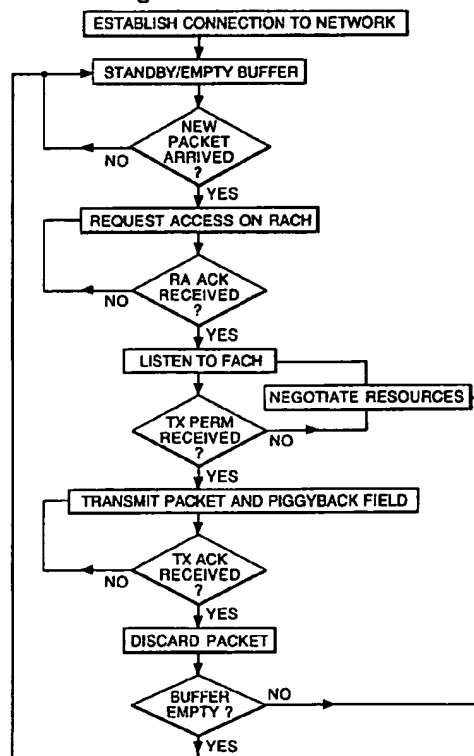 ESTABLISH CONNECTION TO NETWORK
STANDBY/EMPTY BUFFER
NEW
PACKET
ARRIVED
?
NO
YES
REQUEST ACCESS ON RACH
RA ACK
RECEIVED
?
NO
YES
LISTEN TO FACH
NEGOTIATE RESOURCES
TX PERM
RECEIVED
?
NO
YES
TRANSMIT PACKET AND PIGGYBACK FIELD
TX ACK
RECEIVED
?
NO
YES
DISCARD PACKET
BUFFER
EMPTY ?
NO
YES